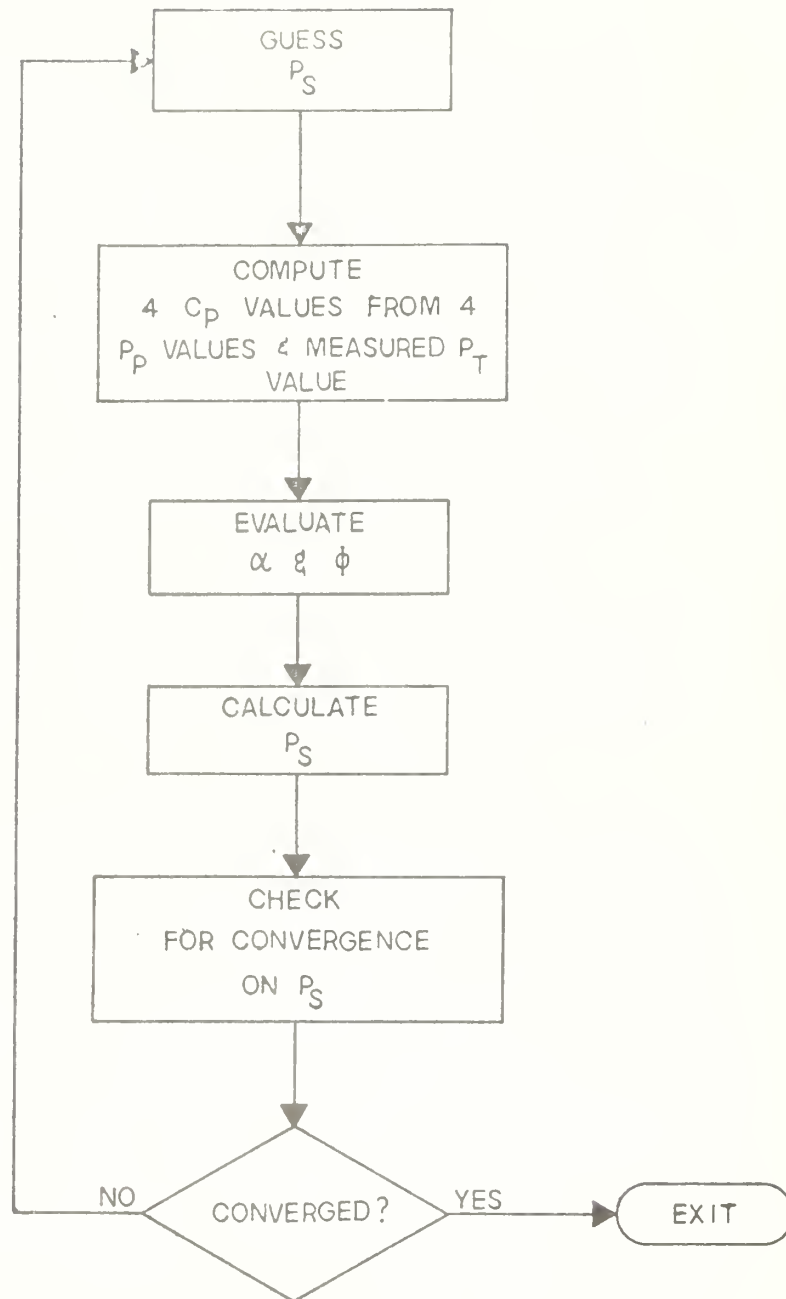 GUESS
P_S
COMPUTE
4 C_P VALUES FROM 4
P_P VALUES & MEASURED P_T
VALUE
EVALUATE
α & ϕ
CALCULATE
P_S
CHECK
FOR CONVERGENCE
ON P_S
NO
CONVERGED?
YES
EXIT